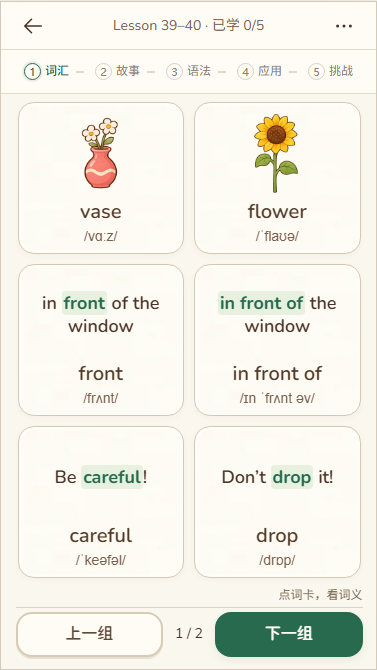 Lesson 39–40 · 已学 0/5
1 词汇 – 2 故事 – 3 语法 – 4 应用 – 5 挑战
vase
/vɑːz/
flower
/ˈflaʊə/
in front of the
window
front
/frʌnt/
in front of the
window
in front of
/ɪn ˈfrʌnt əv/
Be careful!
careful
/ˈkeəfəl/
Don’t drop it!
drop
/drɒp/
点词卡，看词义
上一组
1 / 2
下一组